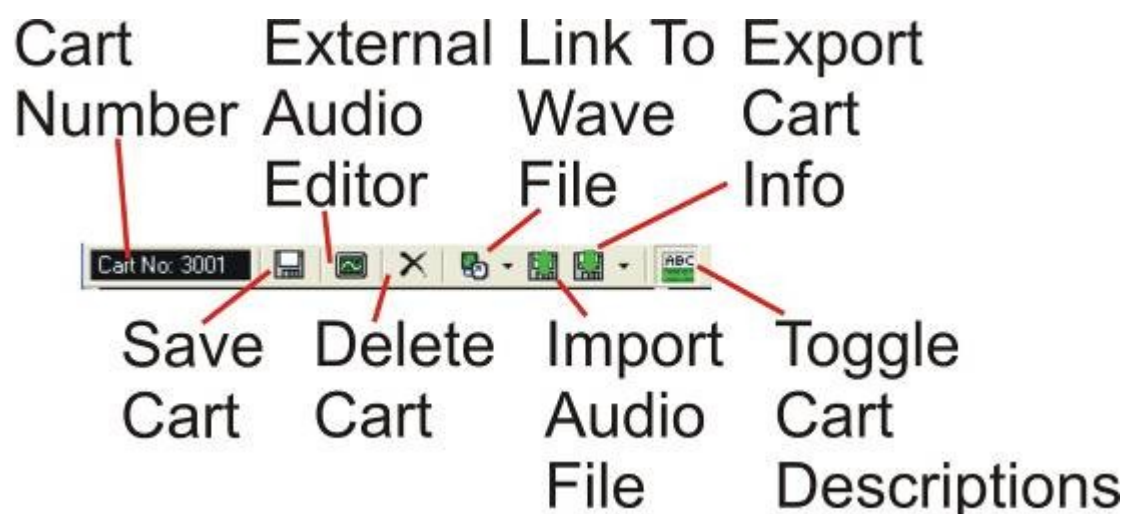 Cart
Number
External
Audio
Editor
Link To
Wave
File
Export
Cart
Info
Cart No: 3001
ABC
Save
Cart
Delete
Cart
Import
Audio
File
Toggle
Cart
Descriptions